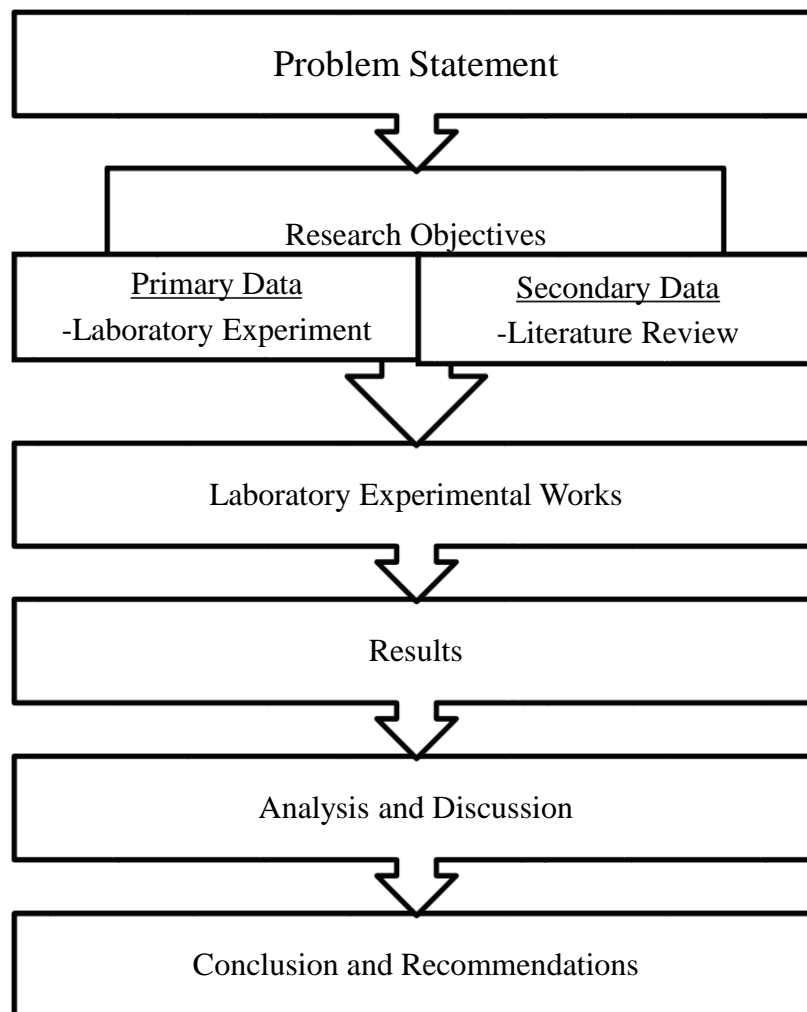 Problem Statement
Research Objectives
Primary Data
-Laboratory Experiment
Secondary Data
-Literature Review
Laboratory Experimental Works
Results
Analysis and Discussion
Conclusion and Recommendations